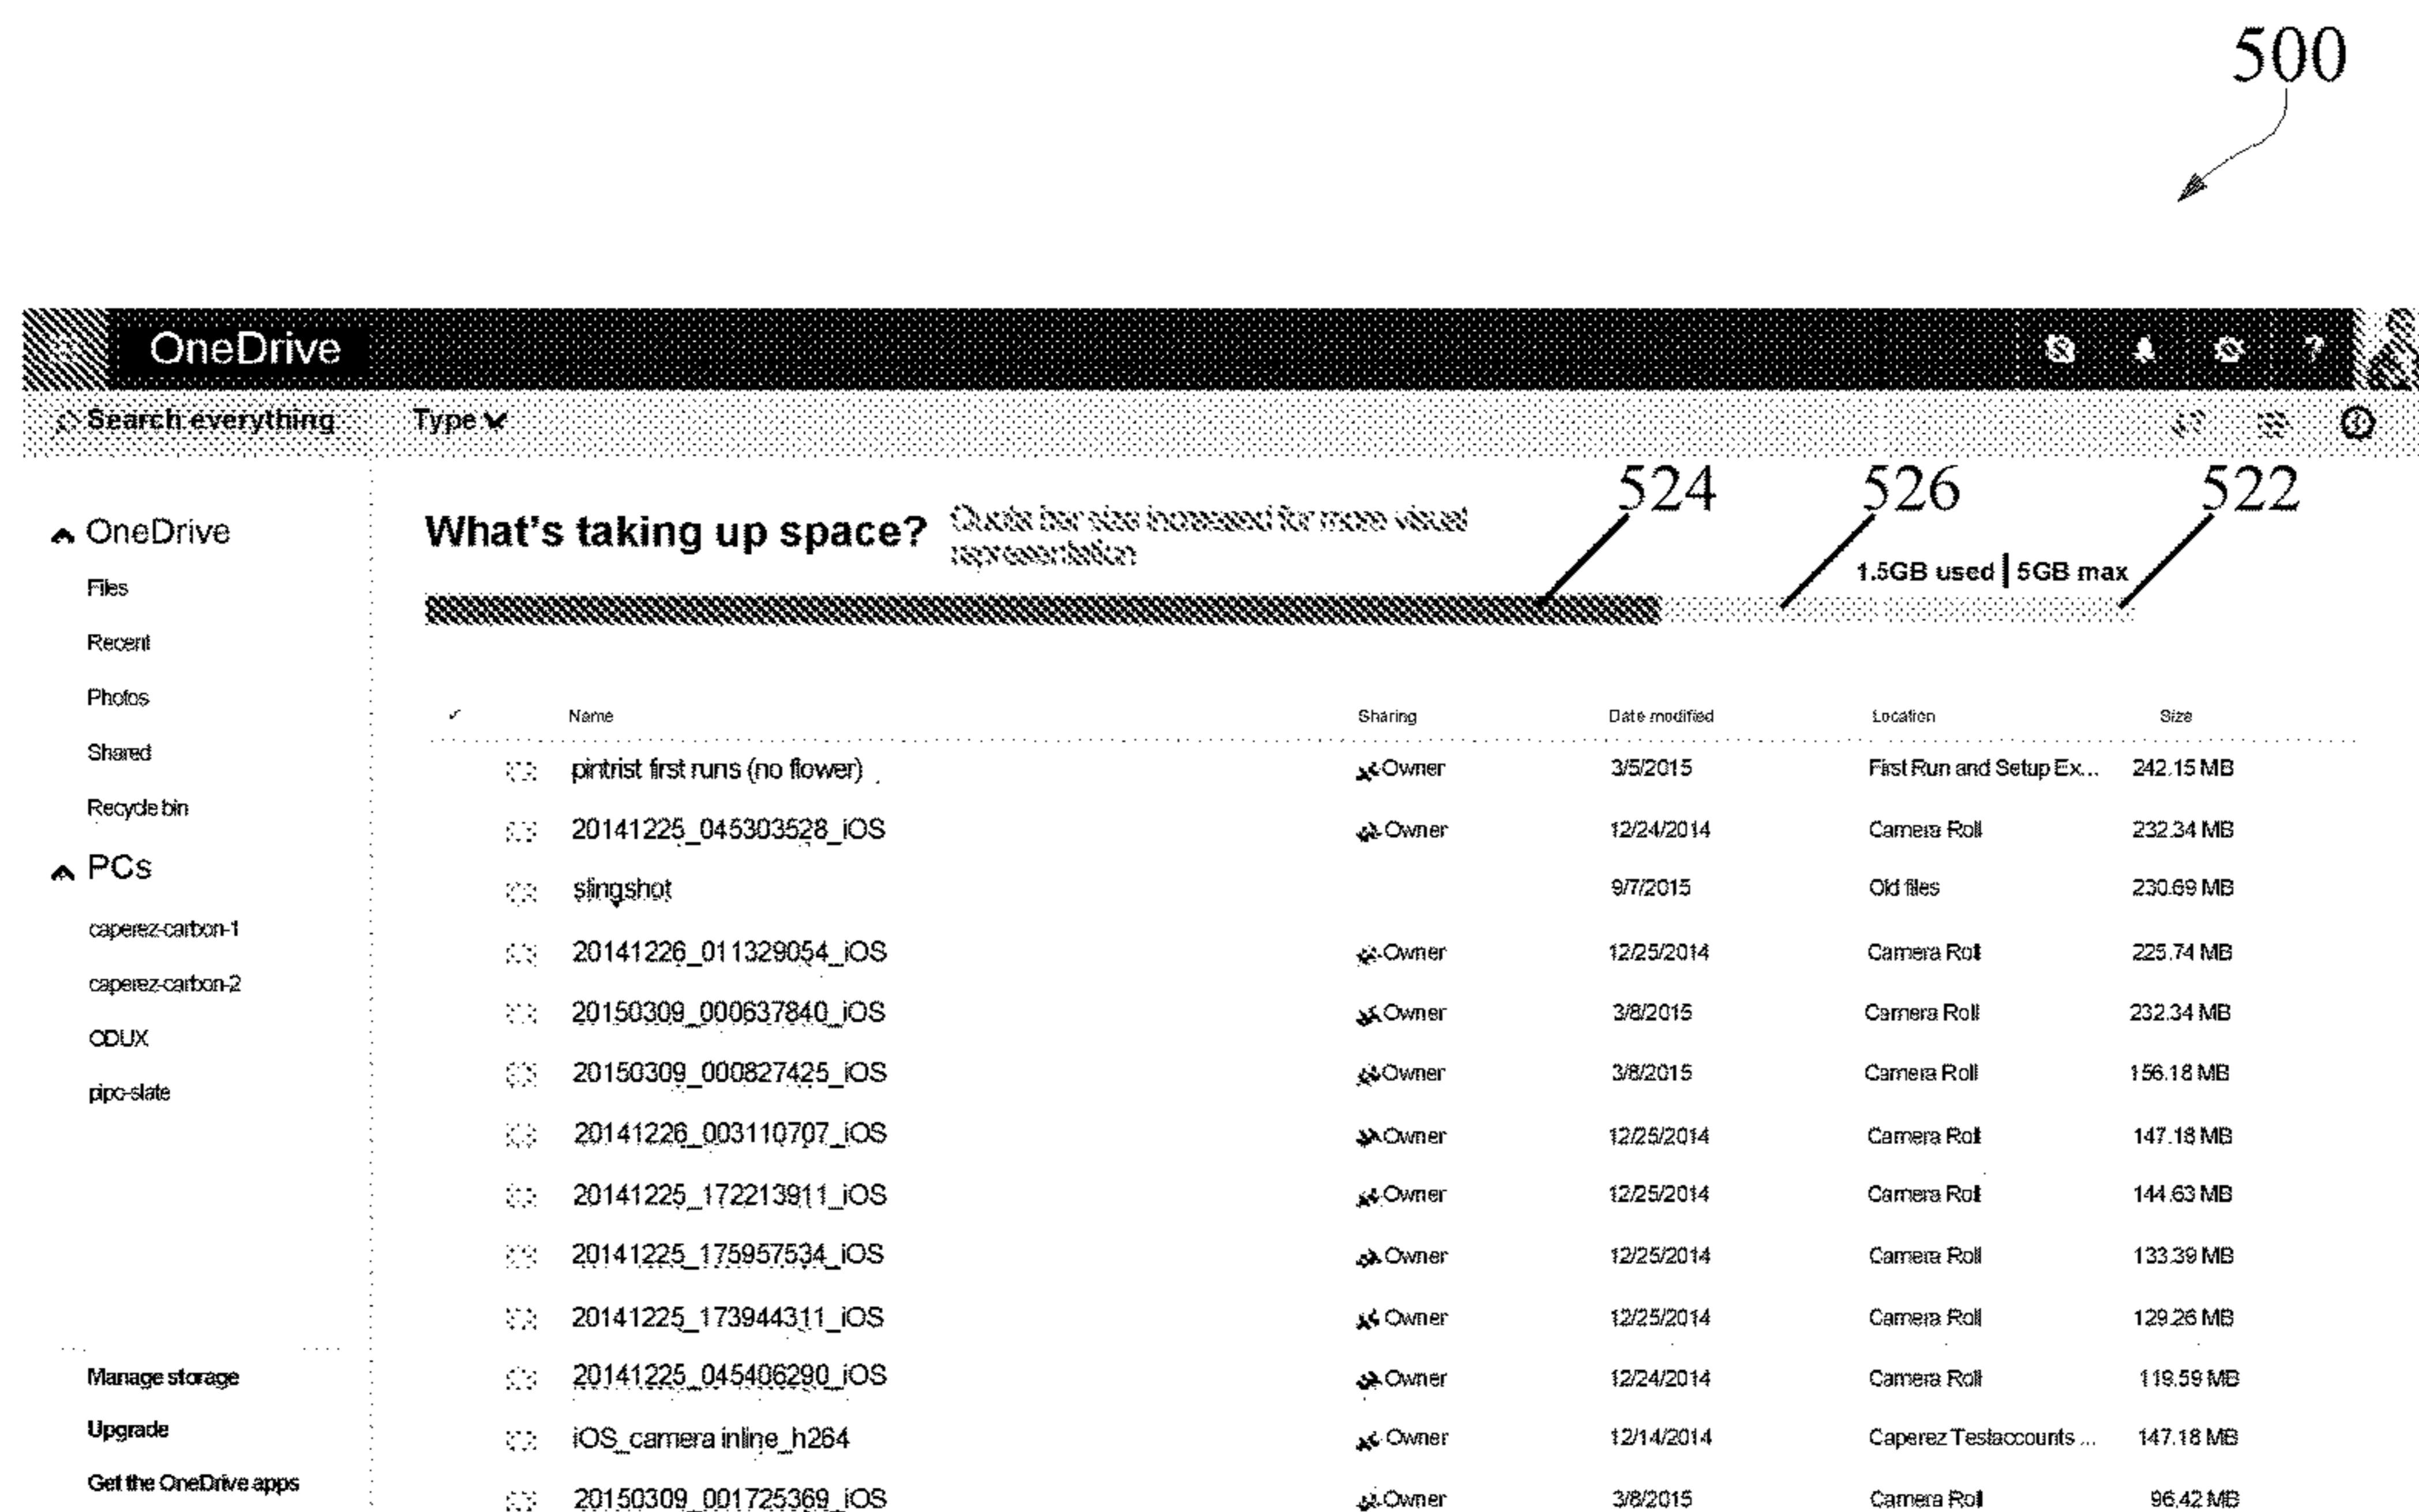 500
OneDrive
?
Search everything Type
524 526 522
OneDrive
What's taking up space? Quota bar size increased for more visual
representation
1.5GB used | 5GB max
Files
Recent
Photos
Shared
Recycle bin
PCs
caperez-carbon-1
caperez-carbon-2
ODUX
pipo-slate
Manage storage
Upgrade
Get the OneDrive apps
✓ Name Sharing Date modified Location Size
pintrist first runs (no flower) Owner 3/5/2015 First Run and Setup Ex... 242.15 MB
20141225_045303528_iOS Owner 12/24/2014 Camera Roll 232.34 MB
slingshot 9/7/2015 Old files 230.69 MB
20141226_011329054_iOS Owner 12/25/2014 Camera Roll 225.74 MB
20150309_000637840_iOS Owner 3/8/2015 Camera Roll 232.34 MB
20150309_000827425_iOS Owner 3/8/2015 Camera Roll 156.18 MB
20141226_003110707_iOS Owner 12/25/2014 Camera Roll 147.18 MB
20141225_172213911_iOS Owner 12/25/2014 Camera Roll 144.63 MB
20141225_175957534_iOS Owner 12/25/2014 Camera Roll 133.39 MB
20141225_173944311_iOS Owner 12/25/2014 Camera Roll 129.26 MB
20141225_045406290_iOS Owner 12/24/2014 Camera Roll 119.59 MB
iOS_camera inline_h264 Owner 12/14/2014 Caperez Testaccounts ... 147.18 MB
20150309_001725369_iOS Owner 3/8/2015 Camera Roll 96.42 MB